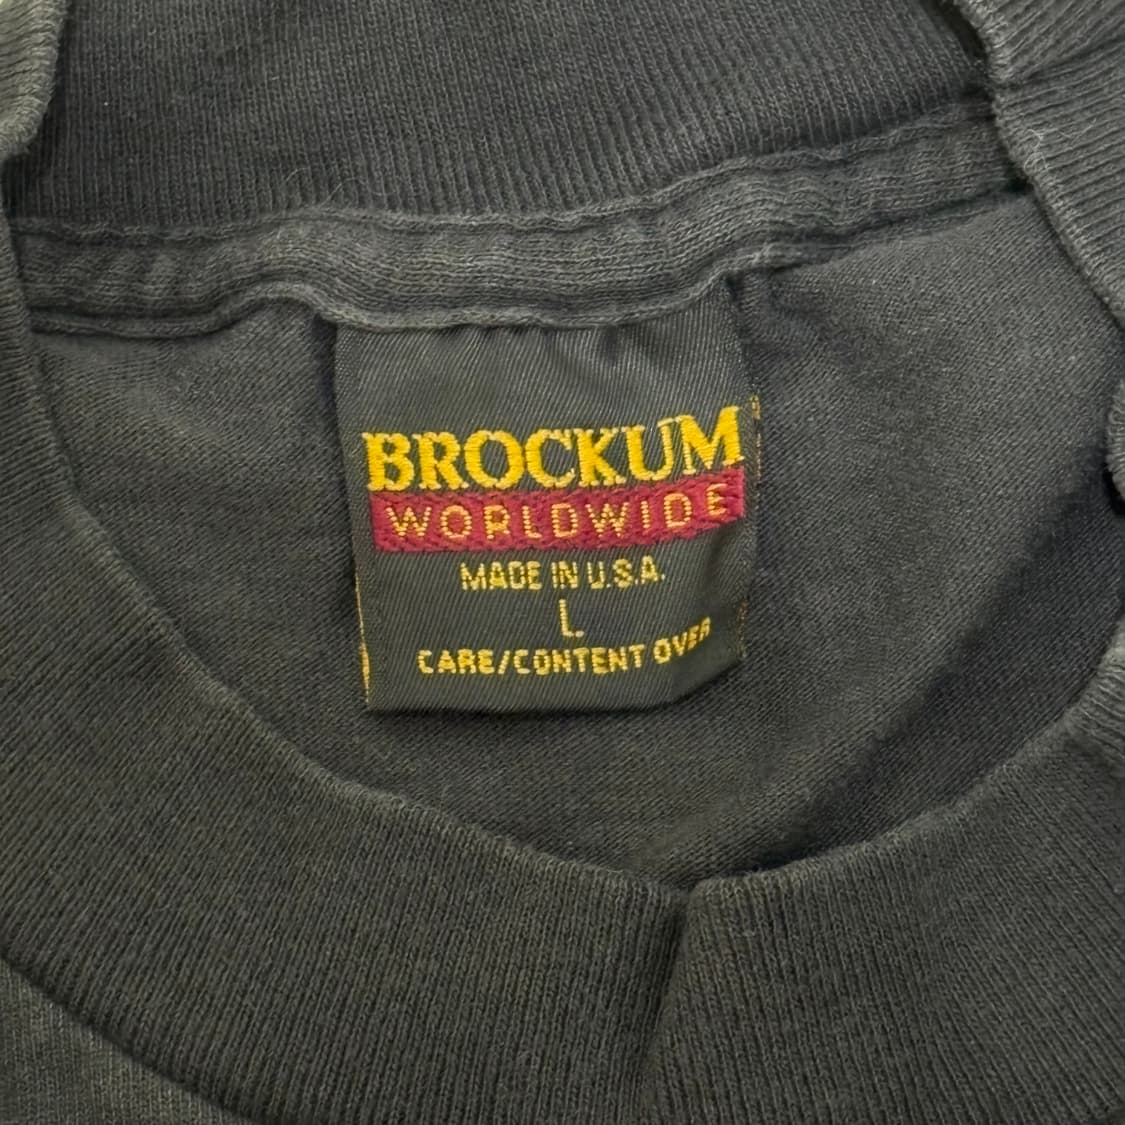 BROCKUM
WORLDWIDE
MADE IN U.S.A.
L.
CARE/CONTENT OVER